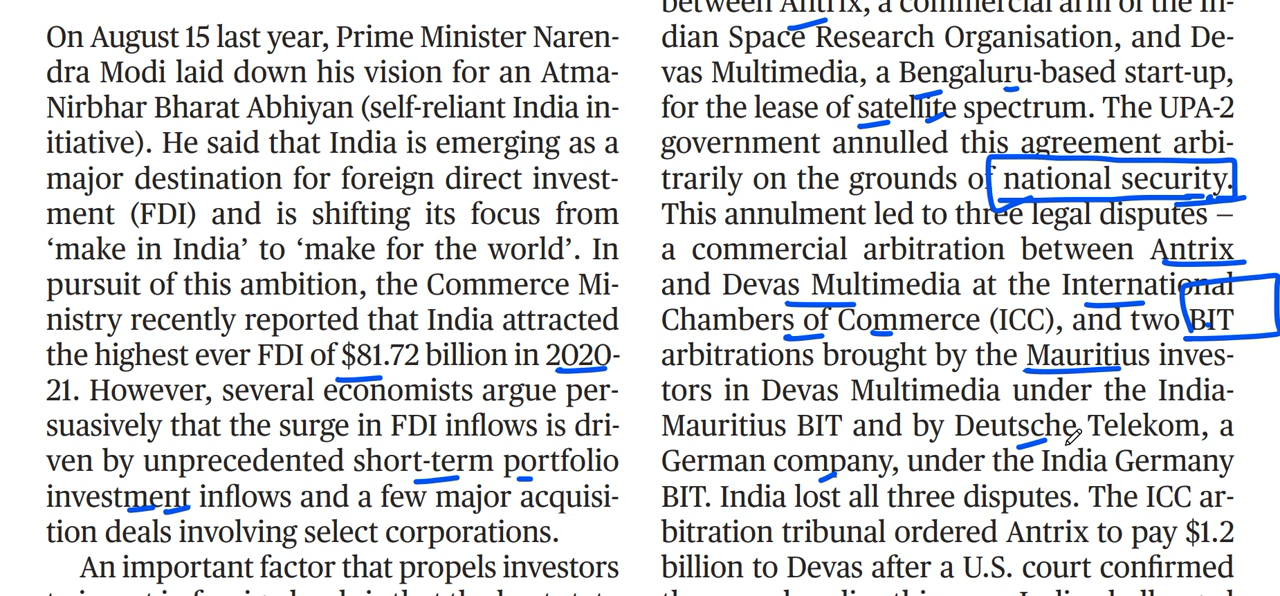 On August 15 last year, Prime Minister Naren-
dra Modi laid down his vision for an Atma-
Nirbhar Bharat Abhiyan (self-reliant India in-
itiative). He said that India is emerging as a
major destination for foreign direct invest-
ment (FDI) and is shifting its focus from
‘make in India’ to ‘make for the world’. In
pursuit of this ambition, the Commerce Mi-
nistry recently reported that India attracted
the highest ever FDI of $81.72 billion in 2020-
21. However, several economists argue per-
suasively that the surge in FDI inflows is dri-
ven by unprecedented short-term portfolio
investment inflows and a few major acquisi-
tion deals involving select corporations.
An important factor that propels investors
between Antrix, a commercial arm of the In-
dian Space Research Organisation, and De-
vas Multimedia, a Bengaluru-based start-up,
for the lease of satellite spectrum. The UPA-2
government annulled this agreement arbi-
trarily on the grounds of national security.
This annulment led to three legal disputes –
a commercial arbitration between Antrix
and Devas Multimedia at the International
Chambers of Commerce (ICC), and two BIT
arbitrations brought by the Mauritius inves-
tors in Devas Multimedia under the India-
Mauritius BIT and by Deutsche Telekom, a
German company, under the India Germany
BIT. India lost all three disputes. The ICC ar-
bitration tribunal ordered Antrix to pay $1.2
billion to Devas after a U.S. court confirmed